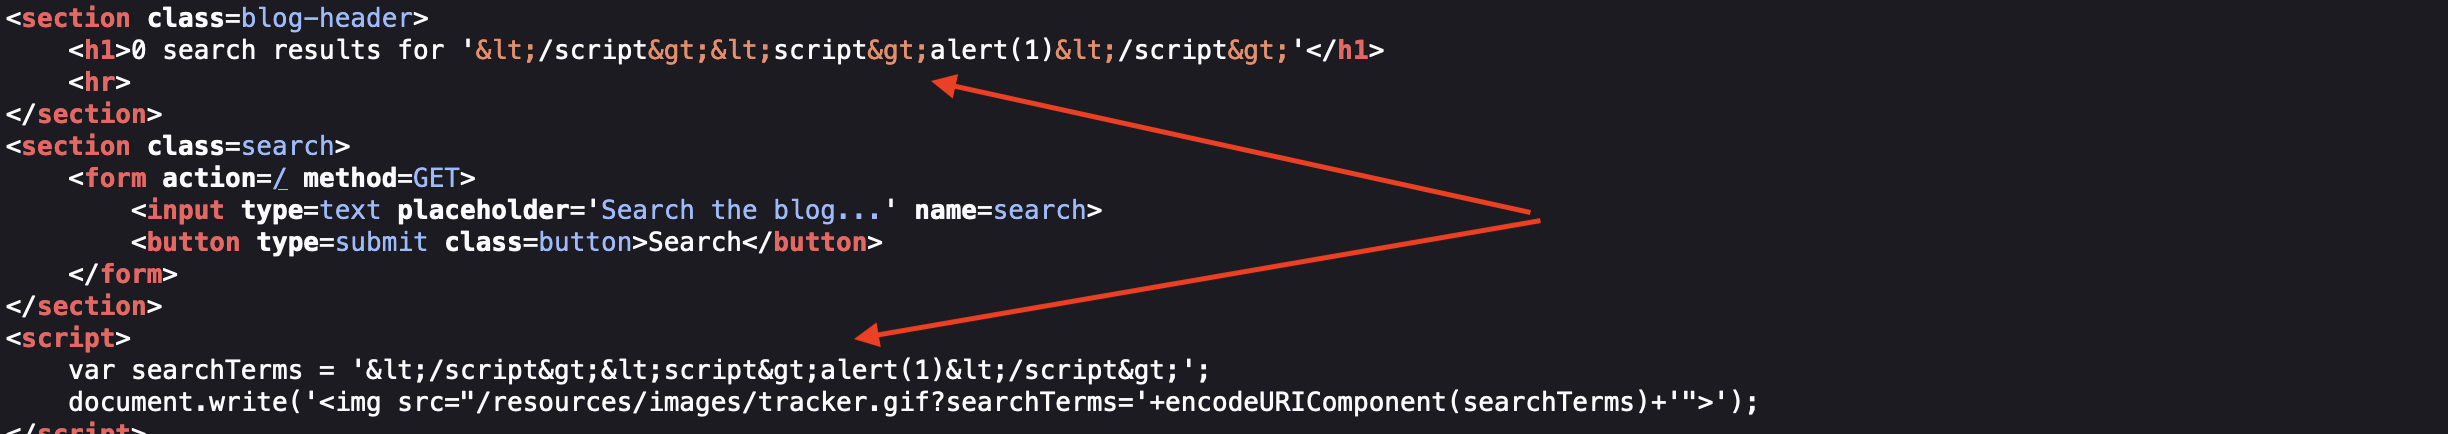 <section class=blog-header>
    <h1>0 search results for '&lt;/script&gt;&lt;script&gt;alert(1)&lt;/script&gt;'</h1>
    <hr>
</section>
<section class=search>
    <form action=/ method=GET>
        <input type=text placeholder='Search the blog...' name=search>
        <button type=submit class=button>Search</button>
    </form>
</section>
<script>
    var searchTerms = '&lt;/script&gt;&lt;script&gt;alert(1)&lt;/script&gt;';
    document.write('<img src="/resources/images/tracker.gif?searchTerms='+encodeURIComponent(searchTerms)+'">');
</script>